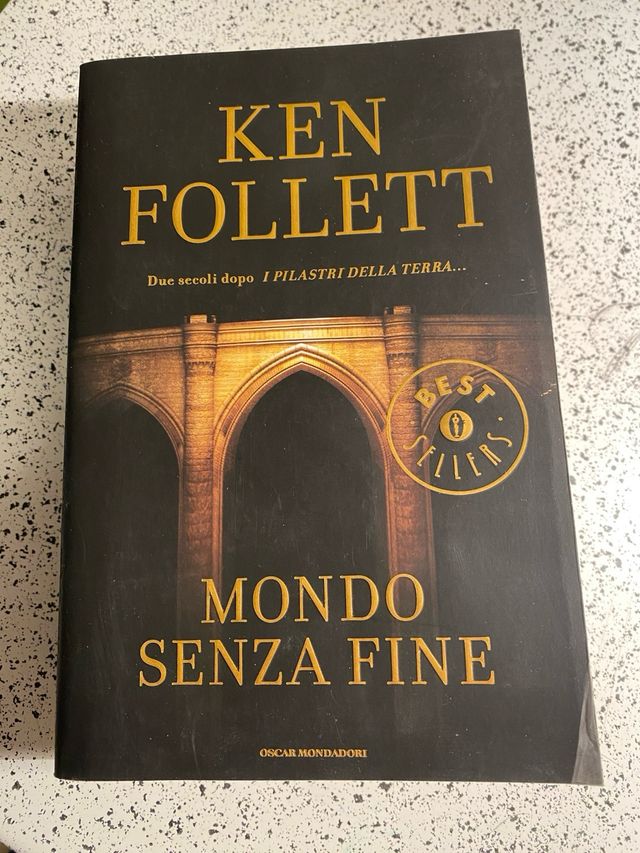 KEN
FOLLETT
Due secoli dopo I PILASTRI DELLA TERRA...
BEST
SELLERS.
MONDO
SENZA FINE
OSCAR MONDADORI